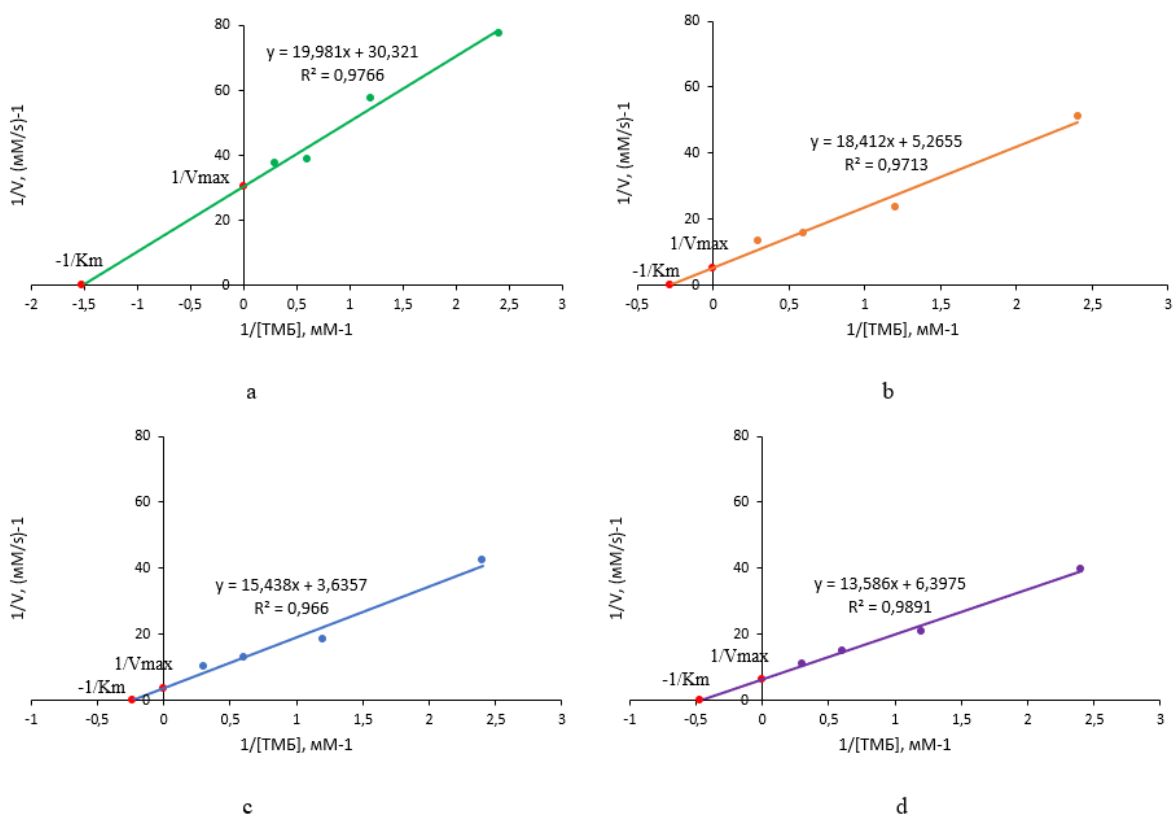 80
60
40
20
0
1/V, (мM/s)-1
y = 19,981x + 30,321
R² = 0,9766
1/Vmax
-1/Km
-2 -1,5 -1 -0,5 0 0,5 1 1,5 2 2,5 3
1/[ТМБ], мМ-1
a
80
60
40
20
0
1/V, (мM/s)-1
y = 18,412x + 5,2655
R² = 0,9713
1/Vmax
-1/Km
-0,5 0 0,5 1 1,5 2 2,5 3
1/[ТМБ], мМ-1
b
80
60
40
20
0
1/V, (мM/s)-1
y = 15,438x + 3,6357
R² = 0,966
1/Vmax
-1/Km
-1 -0,5 0 0,5 1 1,5 2 2,5 3
1/[ТМБ], мМ-1
c
80
60
40
20
0
1/V, (мM/s)-1
y = 13,586x + 6,3975
R² = 0,9891
1/Vmax
-1/Km
-1 -0,5 0 0,5 1 1,5 2 2,5 3
1/[ТМБ], мМ-1
d